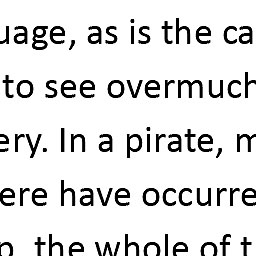 uage, as is the ca
to see overmuch
ery. In a pirate, m
ere have occurre
p, the whole of t